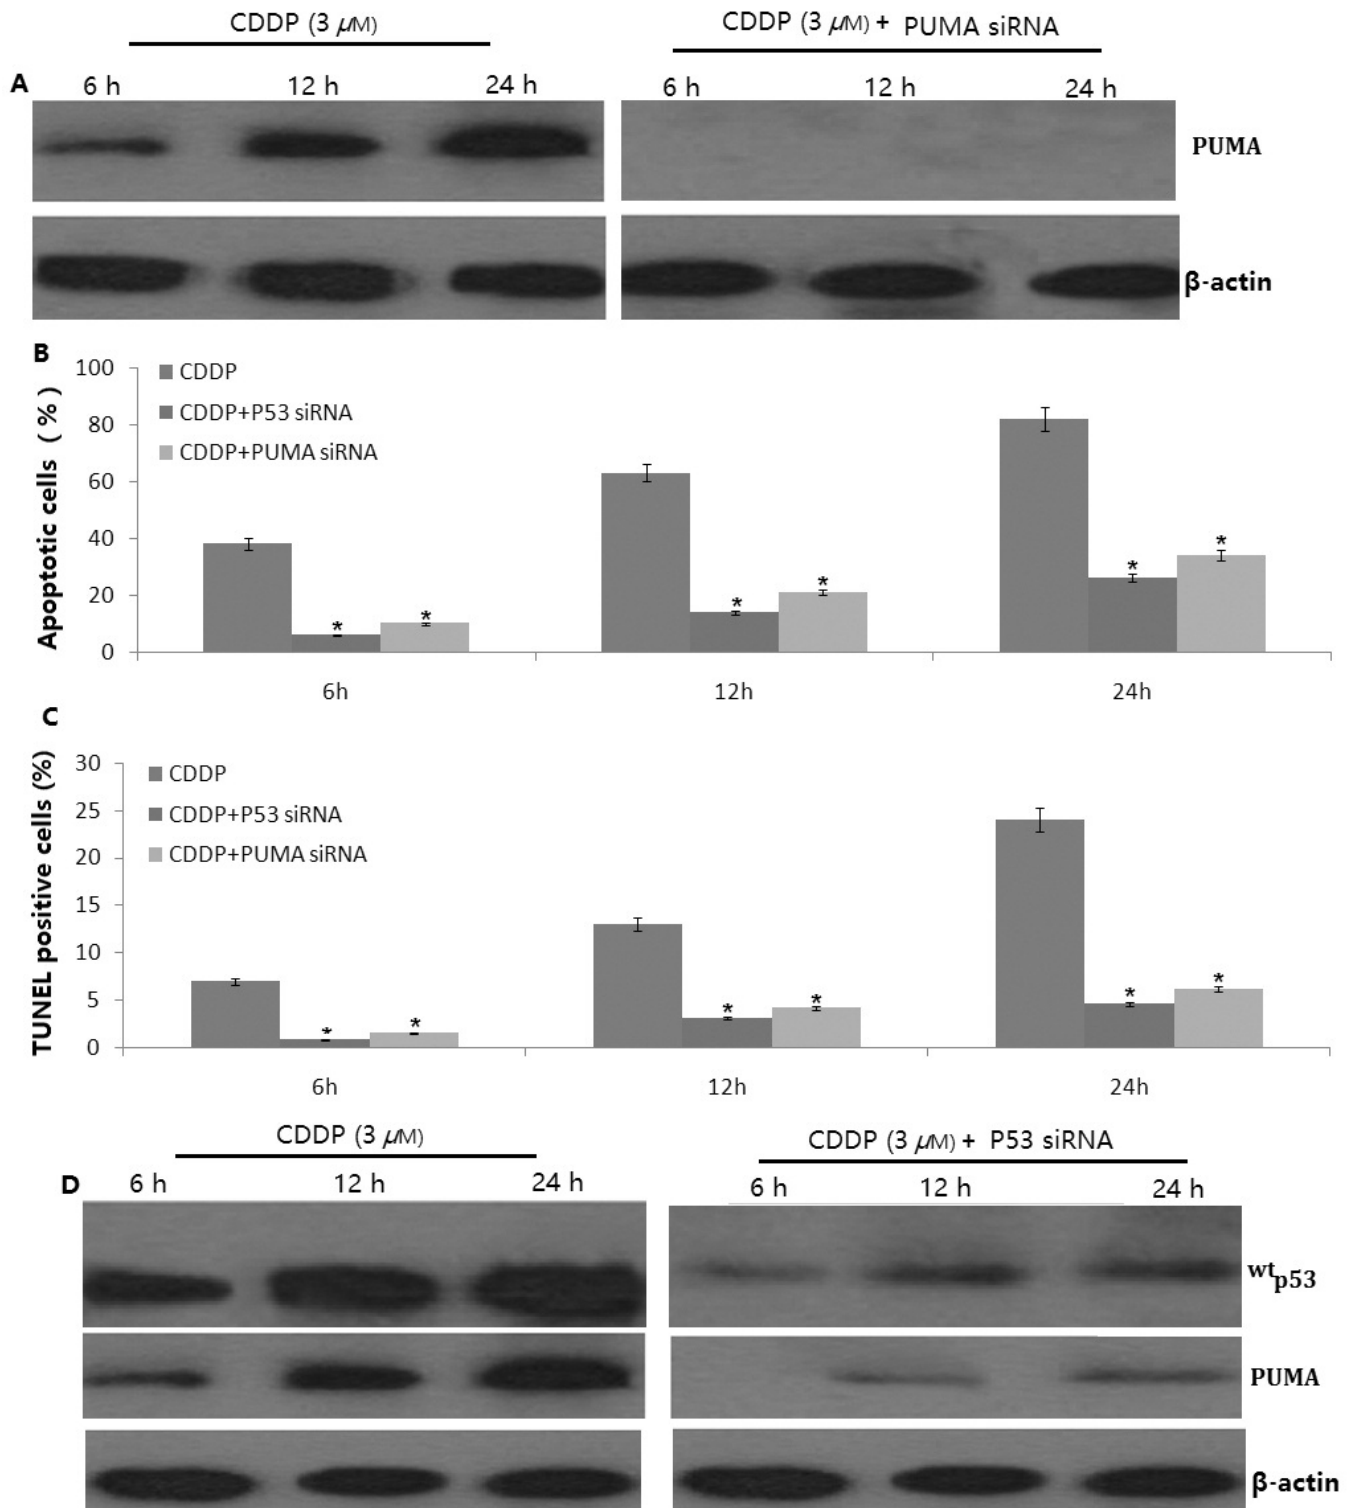 CDDP (3 μM)
CDDP (3 μM) + PUMA siRNA
A
6 h 12 h 24 h
6 h 12 h 24 h
PUMA
β-actin
B
Apoptotic cells ( % )
100
80
60
40
20
0
CDDP
CDDP+P53 siRNA
CDDP+PUMA siRNA
* *
* *
* *
6h 12h 24h
C
TUNEL positive cells (%)
30
25
20
15
10
5
0
CDDP
CDDP+P53 siRNA
CDDP+PUMA siRNA
* *
* *
* *
6h 12h 24h
CDDP (3 μM)
CDDP (3 μM) + P53 siRNA
D
6 h 12 h 24 h
6 h 12 h 24 h
wtp53
PUMA
β-actin